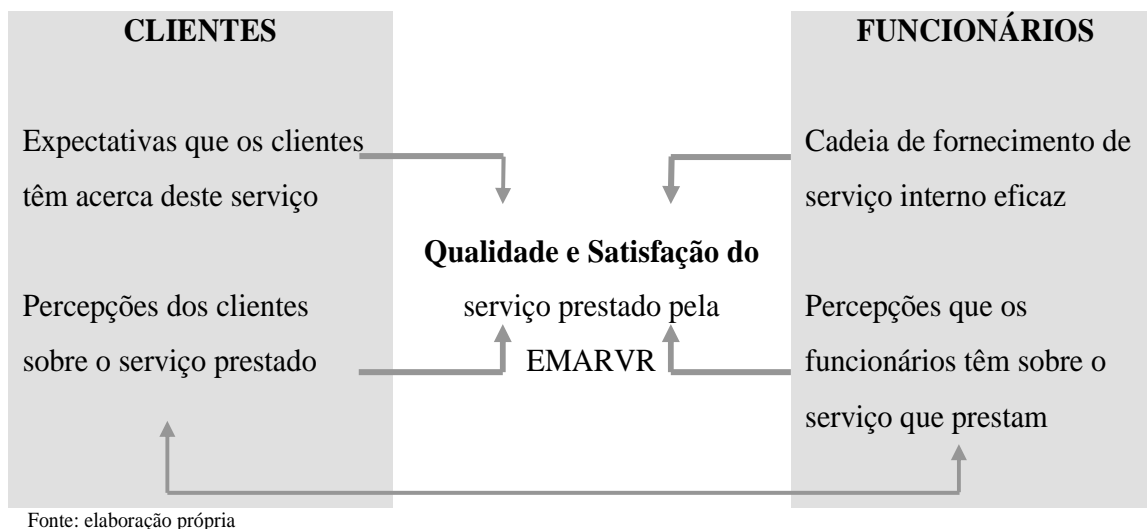 CLIENTES
Expectativas que os clientes
têm acerca deste serviço
Percepções dos clientes
sobre o serviço prestado
Qualidade e Satisfação do
serviço prestado pela
EMARVR
FUNCIONÁRIOS
Cadeia de fornecimento de
serviço interno eficaz
Percepções que os
funcionários têm sobre o
serviço que prestam
Fonte: elaboração própria